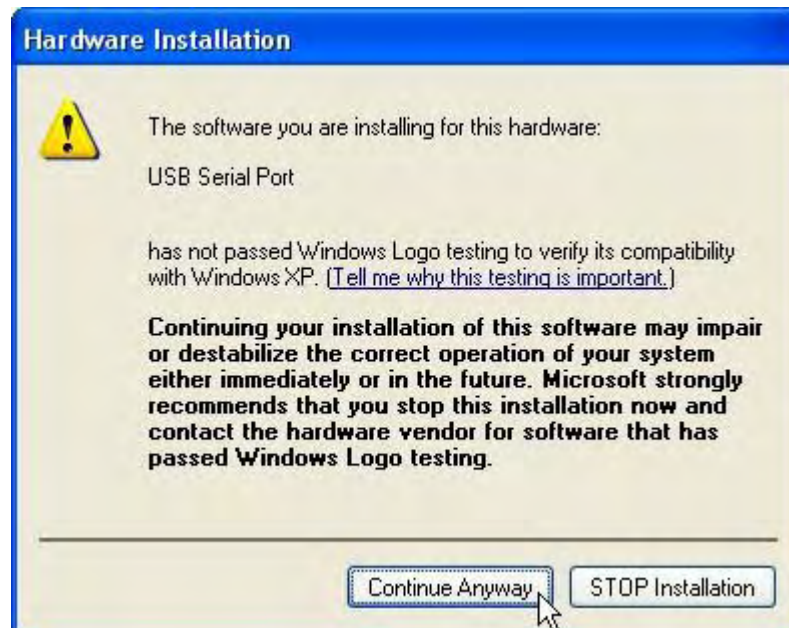 Hardware Installation
The software you are installing for this hardware:
USB Serial Port
has not passed Windows Logo testing to verify its compatibility
with Windows XP. (Tell me why this testing is important.)
Continuing your installation of this software may impair
or destabilize the correct operation of your system
either immediately or in the future. Microsoft strongly
recommends that you stop this installation now and
contact the hardware vendor for software that has
passed Windows Logo testing.
Continue Anyway STOP Installation